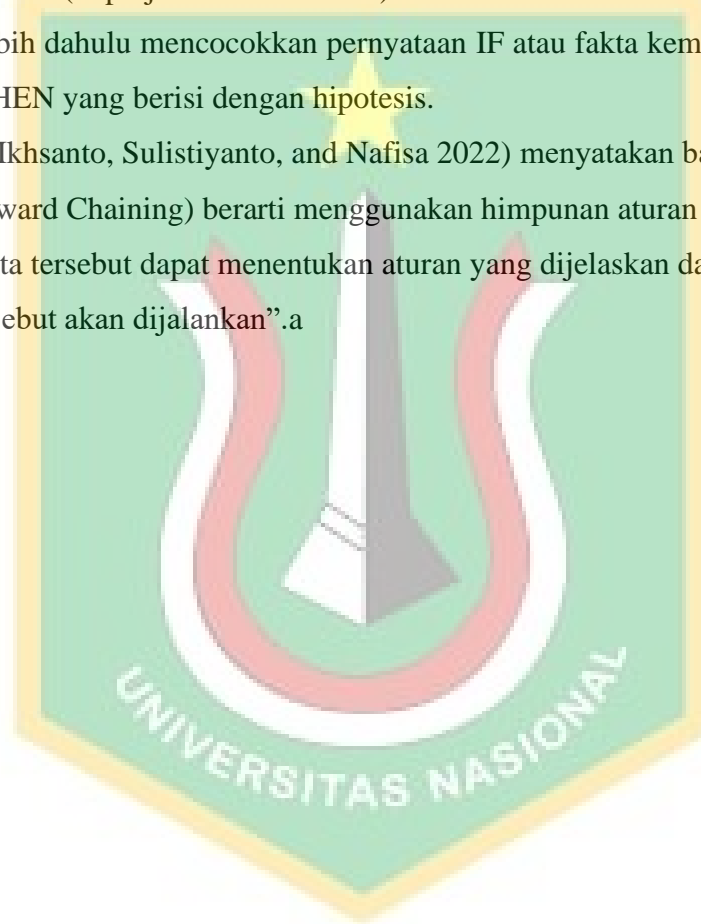 bih dahulu mencocokkan pernyataan IF atau fakta kem
HEN yang berisi dengan hipotesis.
Ikhsanto, Sulistiyanto, and Nafisa 2022) menyatakan ba
ward Chaining) berarti menggunakan himpunan aturan
ta tersebut dapat menentukan aturan yang dijelaskan da
ebut akan dijalankan”.a
UNIVERSITAS NASIONAL